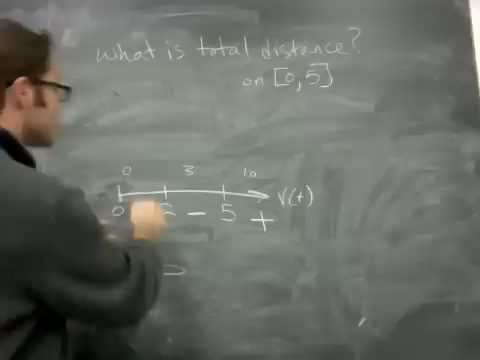 What is total distance?
on [0,5]
0 3 10
0 2 - 5 + v(t)